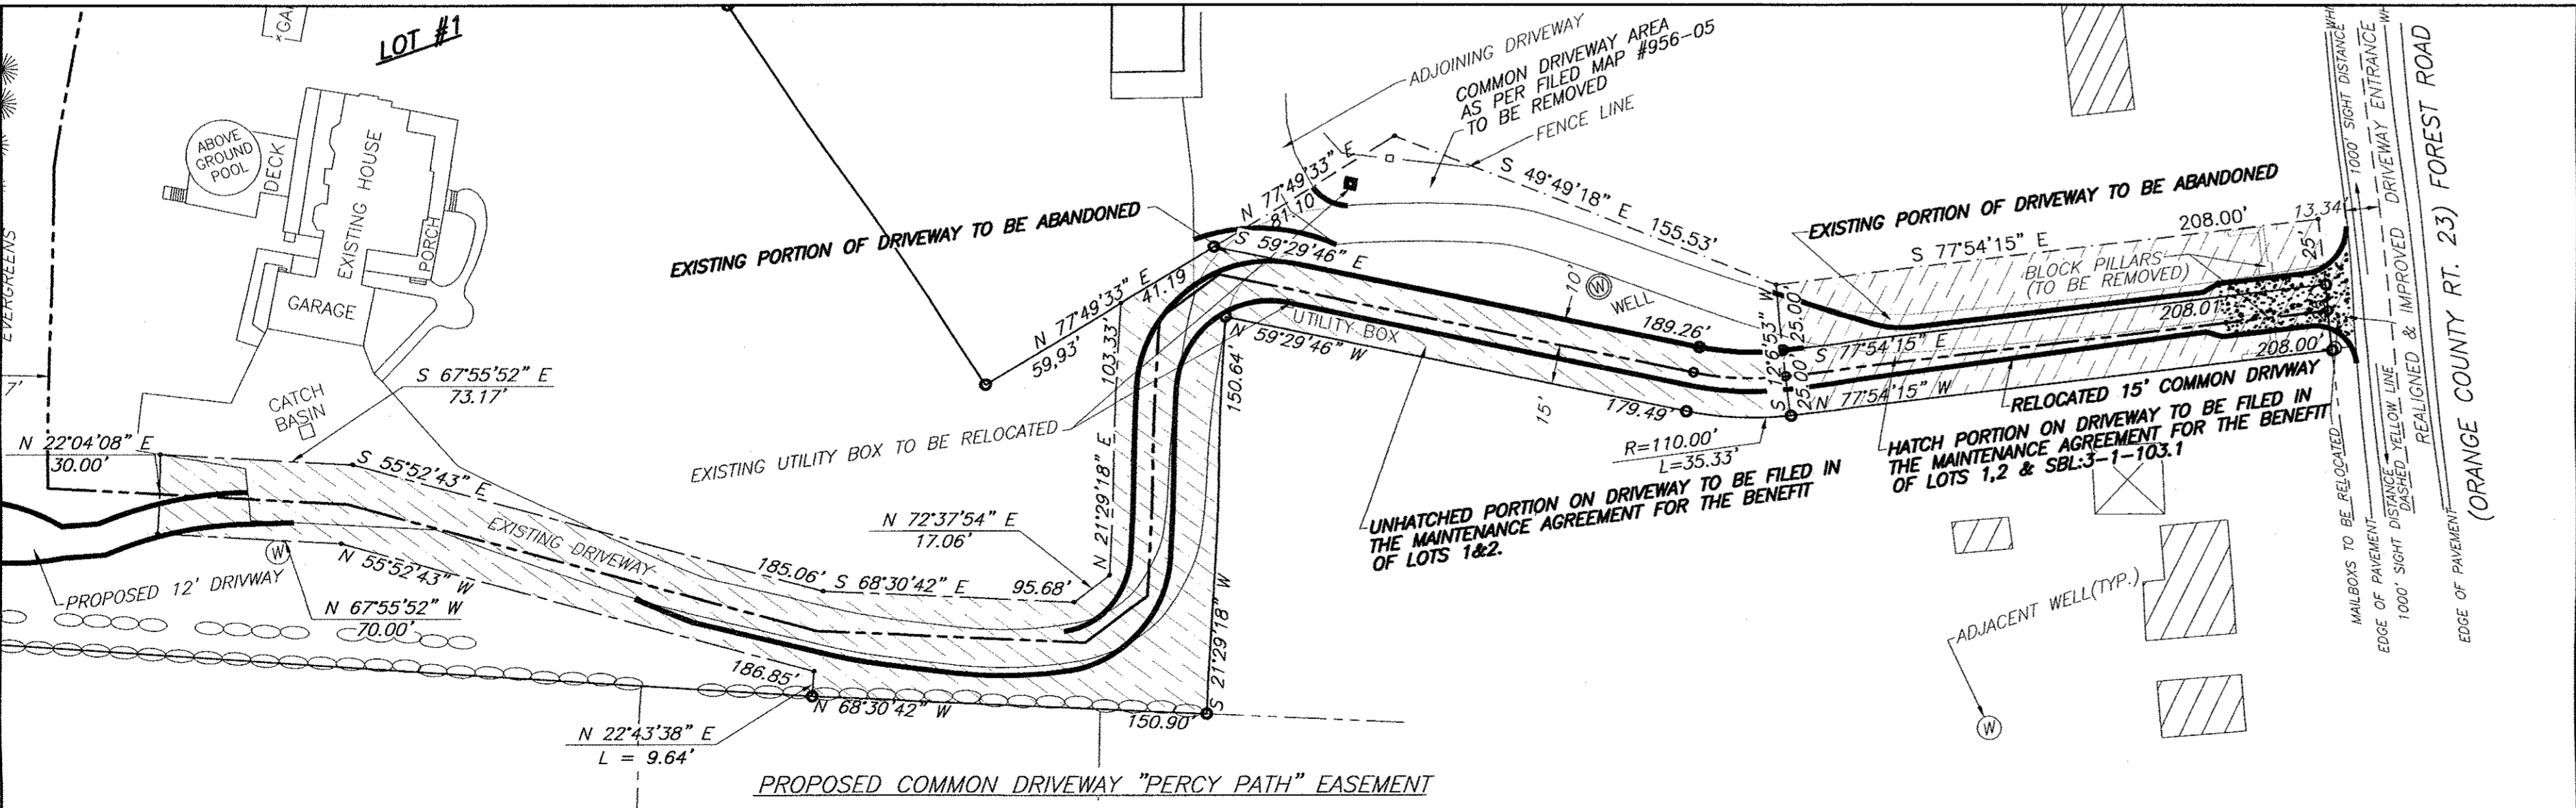 LOT #1
EVERGREENS
7'
ABOVE
GROUND
POOL
DECK
EXISTING HOUSE
PORCH
GARAGE
CATCH
BASIN
S 67°55'52" E
73.17'
N 22°04'08" E
30.00'
S 55°52'43" E
EXISTING DRIVEWAY
PROPOSED 12' DRIVWAY
W
N 55°52'43" W
N 67°55'52" W
70.00'
185.06'
S 68°30'42" E
95.68'
N 72°37'54" E
17.06'
186.85'
N 68°30'42" W
150.90'
N 22°43'38" E
L = 9.64'
PROPOSED COMMON DRIVEWAY "PERCY PATH" EASEMENT
EXISTING PORTION OF DRIVEWAY TO BE ABANDONED
N 77°49'33" E
59.93'
41.19
N 77°49'33" E
81.10
103.33'
N 21°29'18" E
150.64'
S 21°29'18" W
EXISTING UTILITY BOX TO BE RELOCATED
ADJOINING DRIVEWAY
COMMON DRIVEWAY AREA
AS PER FILED MAP #956-05
TO BE REMOVED
FENCE LINE
S 49°49'18" E 155.53'
S 59°29'46" E
189.26'
UTILITY BOX
N 59°29'46" W
179.49'
10'
W
WELL
15'
R=110.00'
L=35.33'
UNHATCHED PORTION ON DRIVEWAY TO BE FILED IN
THE MAINTENANCE AGREEMENT FOR THE BENEFIT
OF LOTS 1&2.
EXISTING PORTION OF DRIVEWAY TO BE ABANDONED
S 77°54'15" E
208.00'
13.34'
25'
BLOCK PILLARS
(TO BE REMOVED)
208.01'
S 77°54'15" E
S 12°6'53" W
25.00'
25.00'
N 77°54'15" W
208.00'
RELOCATED 15' COMMON DRIVWAY
HATCH PORTION ON DRIVEWAY TO BE FILED IN
THE MAINTENANCE AGREEMENT FOR THE BENEFIT
OF LOTS 1,2 & SBL:3-1-103.1
ADJACENT WELL(TYP.)
W
MAILBOXS TO BE RELOCATED
EDGE OF PAVEMENT
1000' SIGHT DISTANCE
1000' SIGHT DISTANCE
DASHED YELLOW LINE
REALIGNED & IMPROVED DRIVEWAY ENTRANCE
EDGE OF PAVEMENT
(ORANGE COUNTY RT. 23) FOREST ROAD